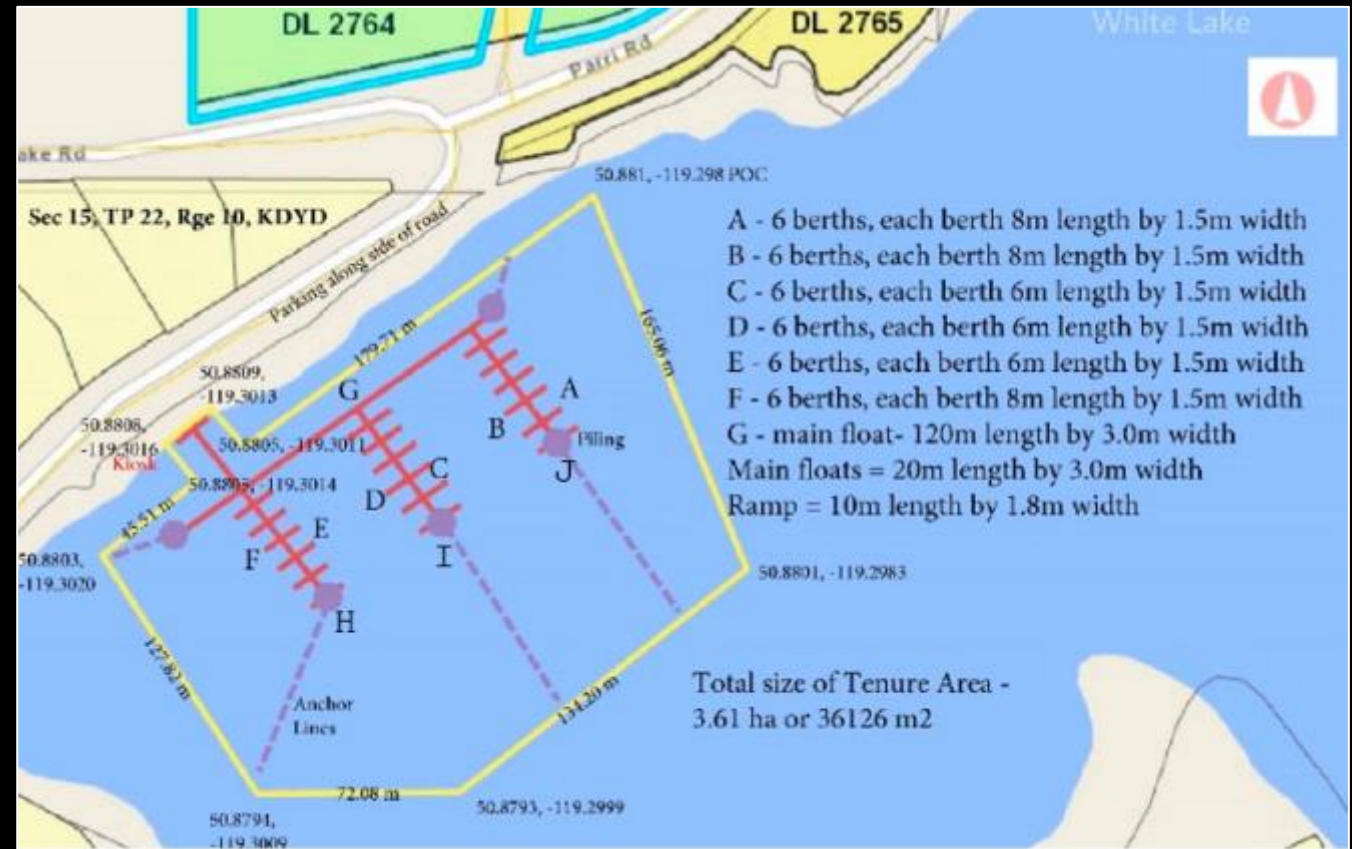 DL 2764
DL 2765
White Lake
Parri Rd
ake Rd
50.881, -119.298 POC
Sec 15, TP 22, Rge 10, KDYD
Parking along side of road
A - 6 berths, each berth 8m length by 1.5m width
B - 6 berths, each berth 8m length by 1.5m width
C - 6 berths, each berth 6m length by 1.5m width
D - 6 berths, each berth 6m length by 1.5m width
E - 6 berths, each berth 6m length by 1.5m width
F - 6 berths, each berth 8m length by 1.5m width
G - main float- 120m length by 3.0m width
Main floats = 20m length by 3.0m width
Ramp = 10m length by 1.8m width
179.71 m
165.06 m
50.8809,
-119.3013
G
A
50.8808,
-119.3016
Kiosk
50.8805, -119.3011
B
Piling
J
50.8805, -119.3014
C
D
45.51 m
E
F
I
50.8803,
-119.3020
50.8801, -119.2983
H
127.82 m
Anchor
Lines
134.20 m
Total size of Tenure Area -
3.61 ha or 36126 m2
72.08 m
50.8793, -119.2999
50.8794,
-119.3009